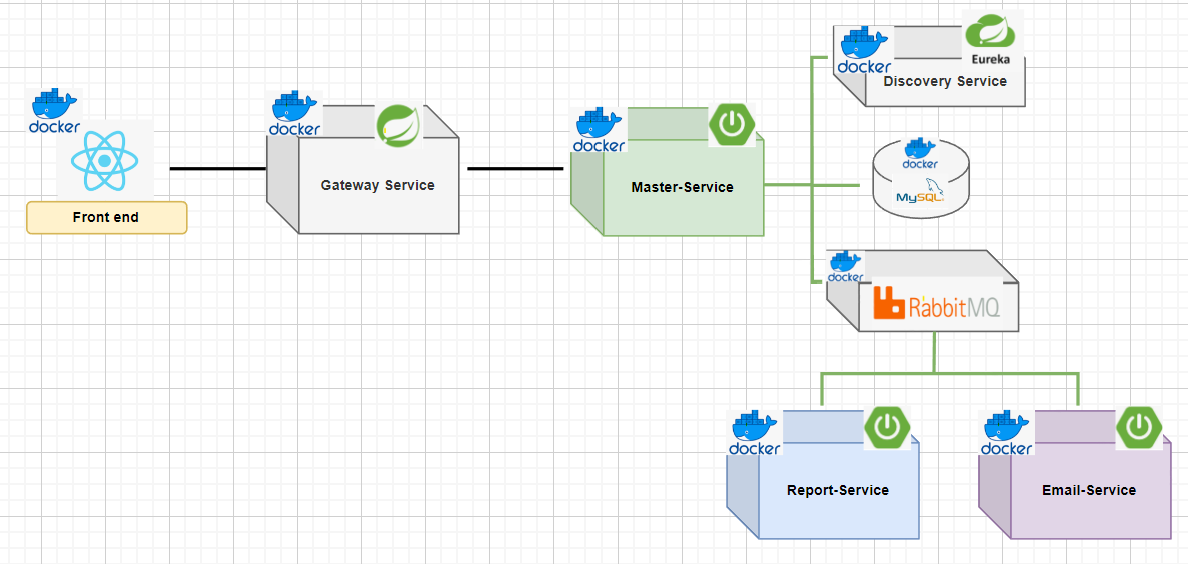 docker
Front end
docker
Gateway Service
docker
Master-Service
docker
Eureka
Discovery Service
docker
MySQL
docker
RabbitMQ
docker
Report-Service
docker
Email-Service